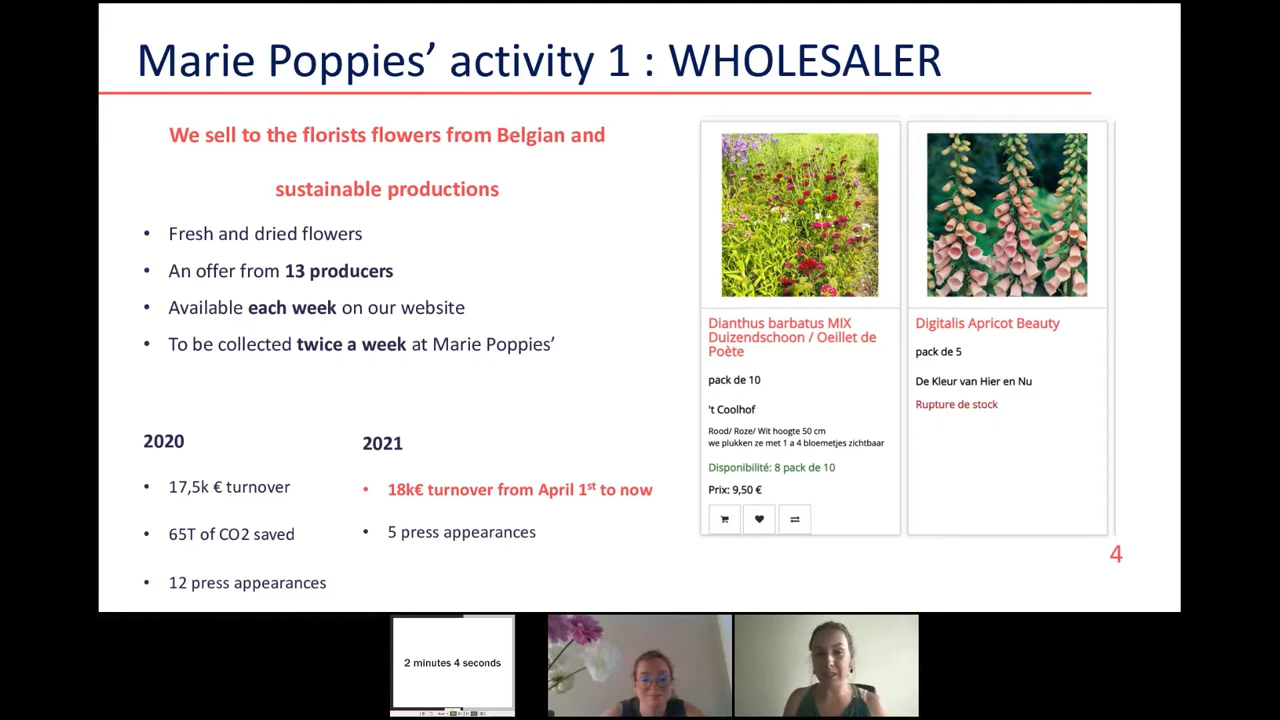 Marie Poppies’ activity 1 : WHOLESALER
We sell to the florists flowers from Belgian and
sustainable productions
• Fresh and dried flowers
• An offer from 13 producers
• Available each week on our website
• To be collected twice a week at Marie Poppies’
2020
• 17,5k € turnover
• 65T of CO2 saved
• 12 press appearances
2021
• 18k€ turnover from April 1st to now
• 5 press appearances
Dianthus barbatus MIX
Duizendschoon / Oeillet de
Poète
pack de 10
't Coolhof
Rood/ Roze/ Wit hoogte 50 cm
we plukken ze met 1 a 4 bloemetjes zichtbaar
Disponibilité: 8 pack de 10
Prix: 9,50 €
Digitalis Apricot Beauty
pack de 5
De Kleur van Hier en Nu
Rupture de stock
4
2 minutes 4 seconds